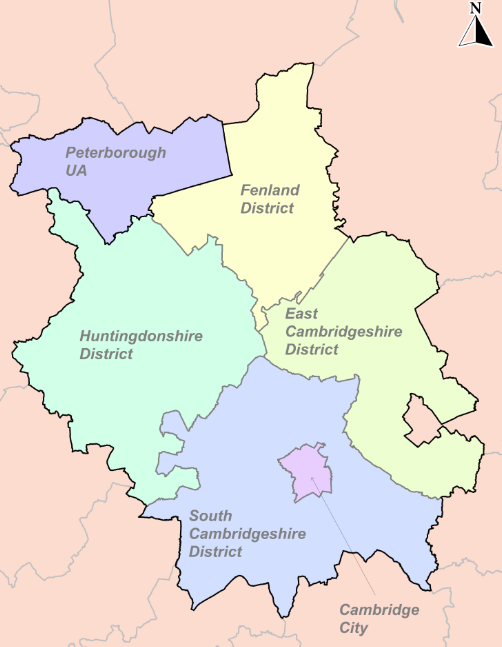 N
Peterborough
UA
Fenland
District
East
Cambridgeshire
District
Huntingdonshire
District
South
Cambridgeshire
District
Cambridge
City